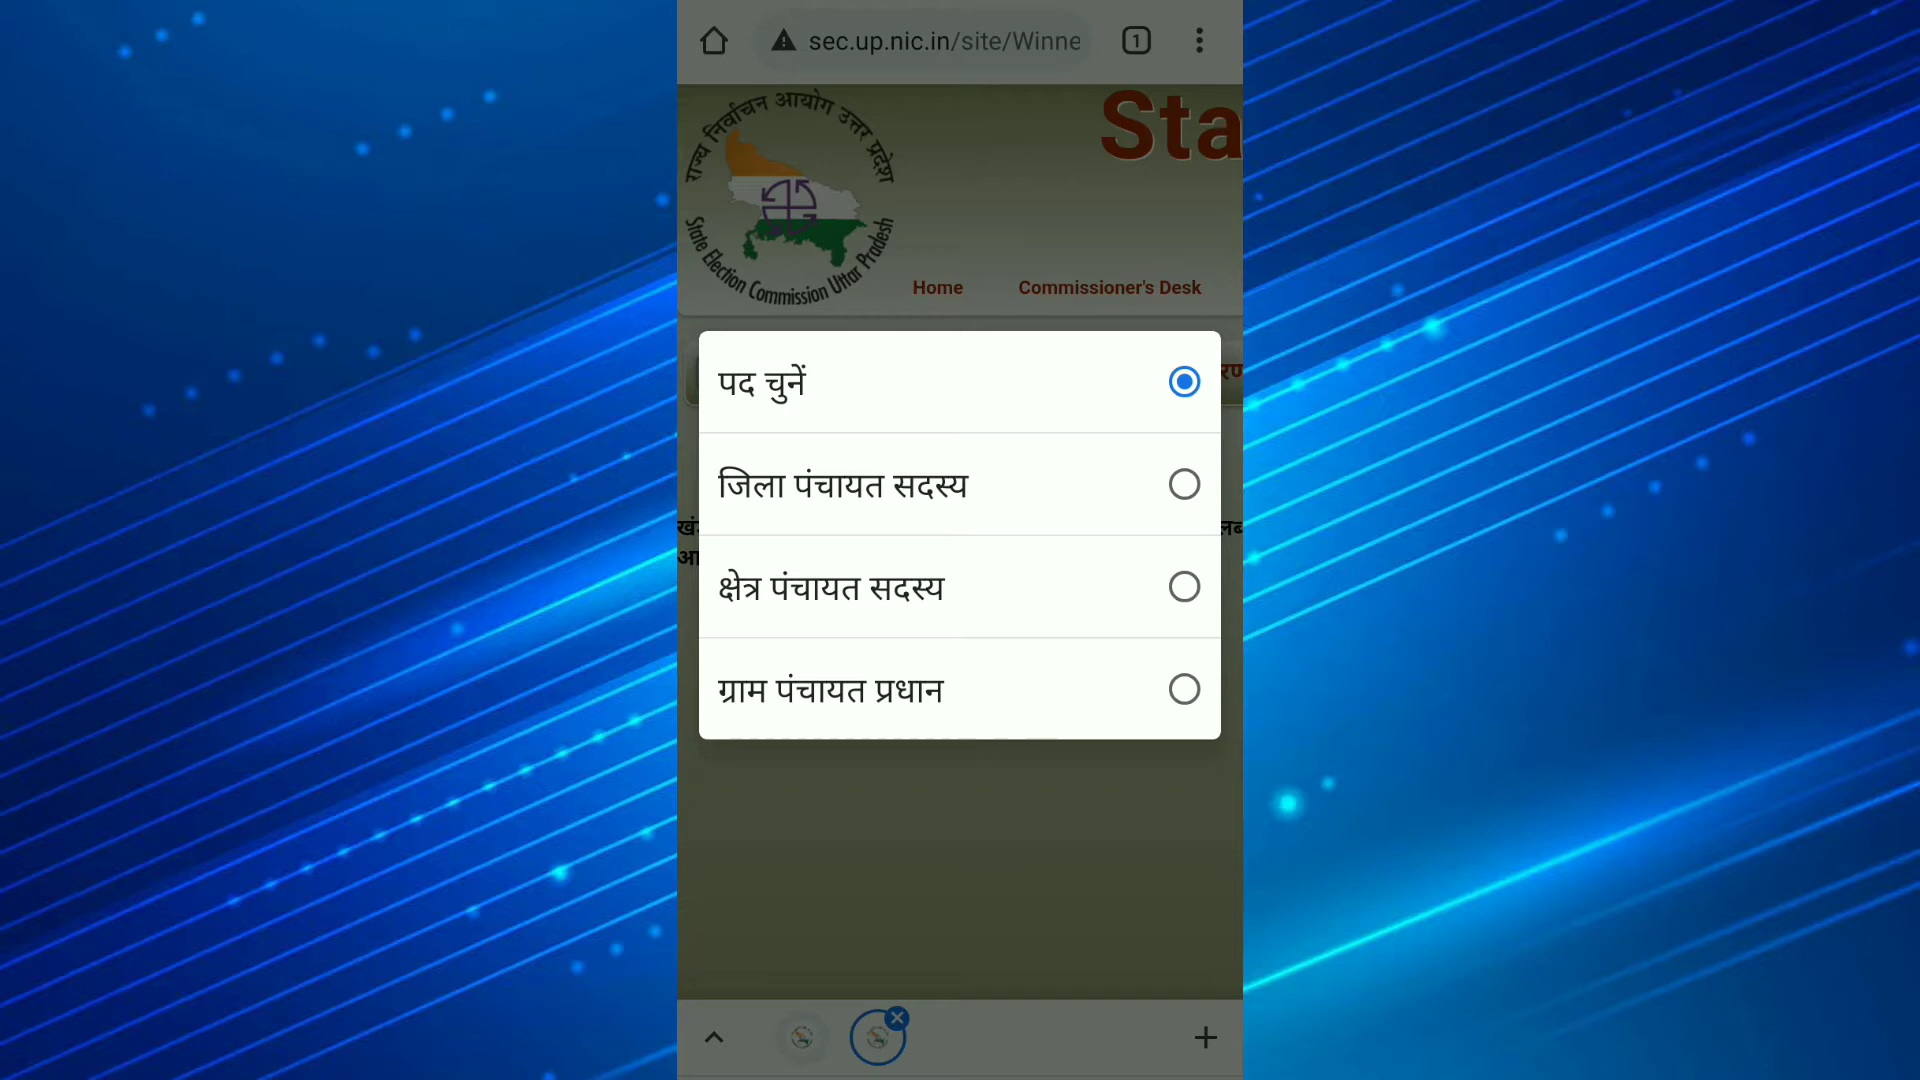 sec.up.nic.in/site/Winne
1
राज्य निर्वाचन आयोग उत्तर प्रदेश
State Election Commission Uttar Pradesh
Sta
Home
Commissioner's Desk
पद चुनें
जिला पंचायत सदस्य
क्षेत्र पंचायत सदस्य
ग्राम पंचायत प्रधान